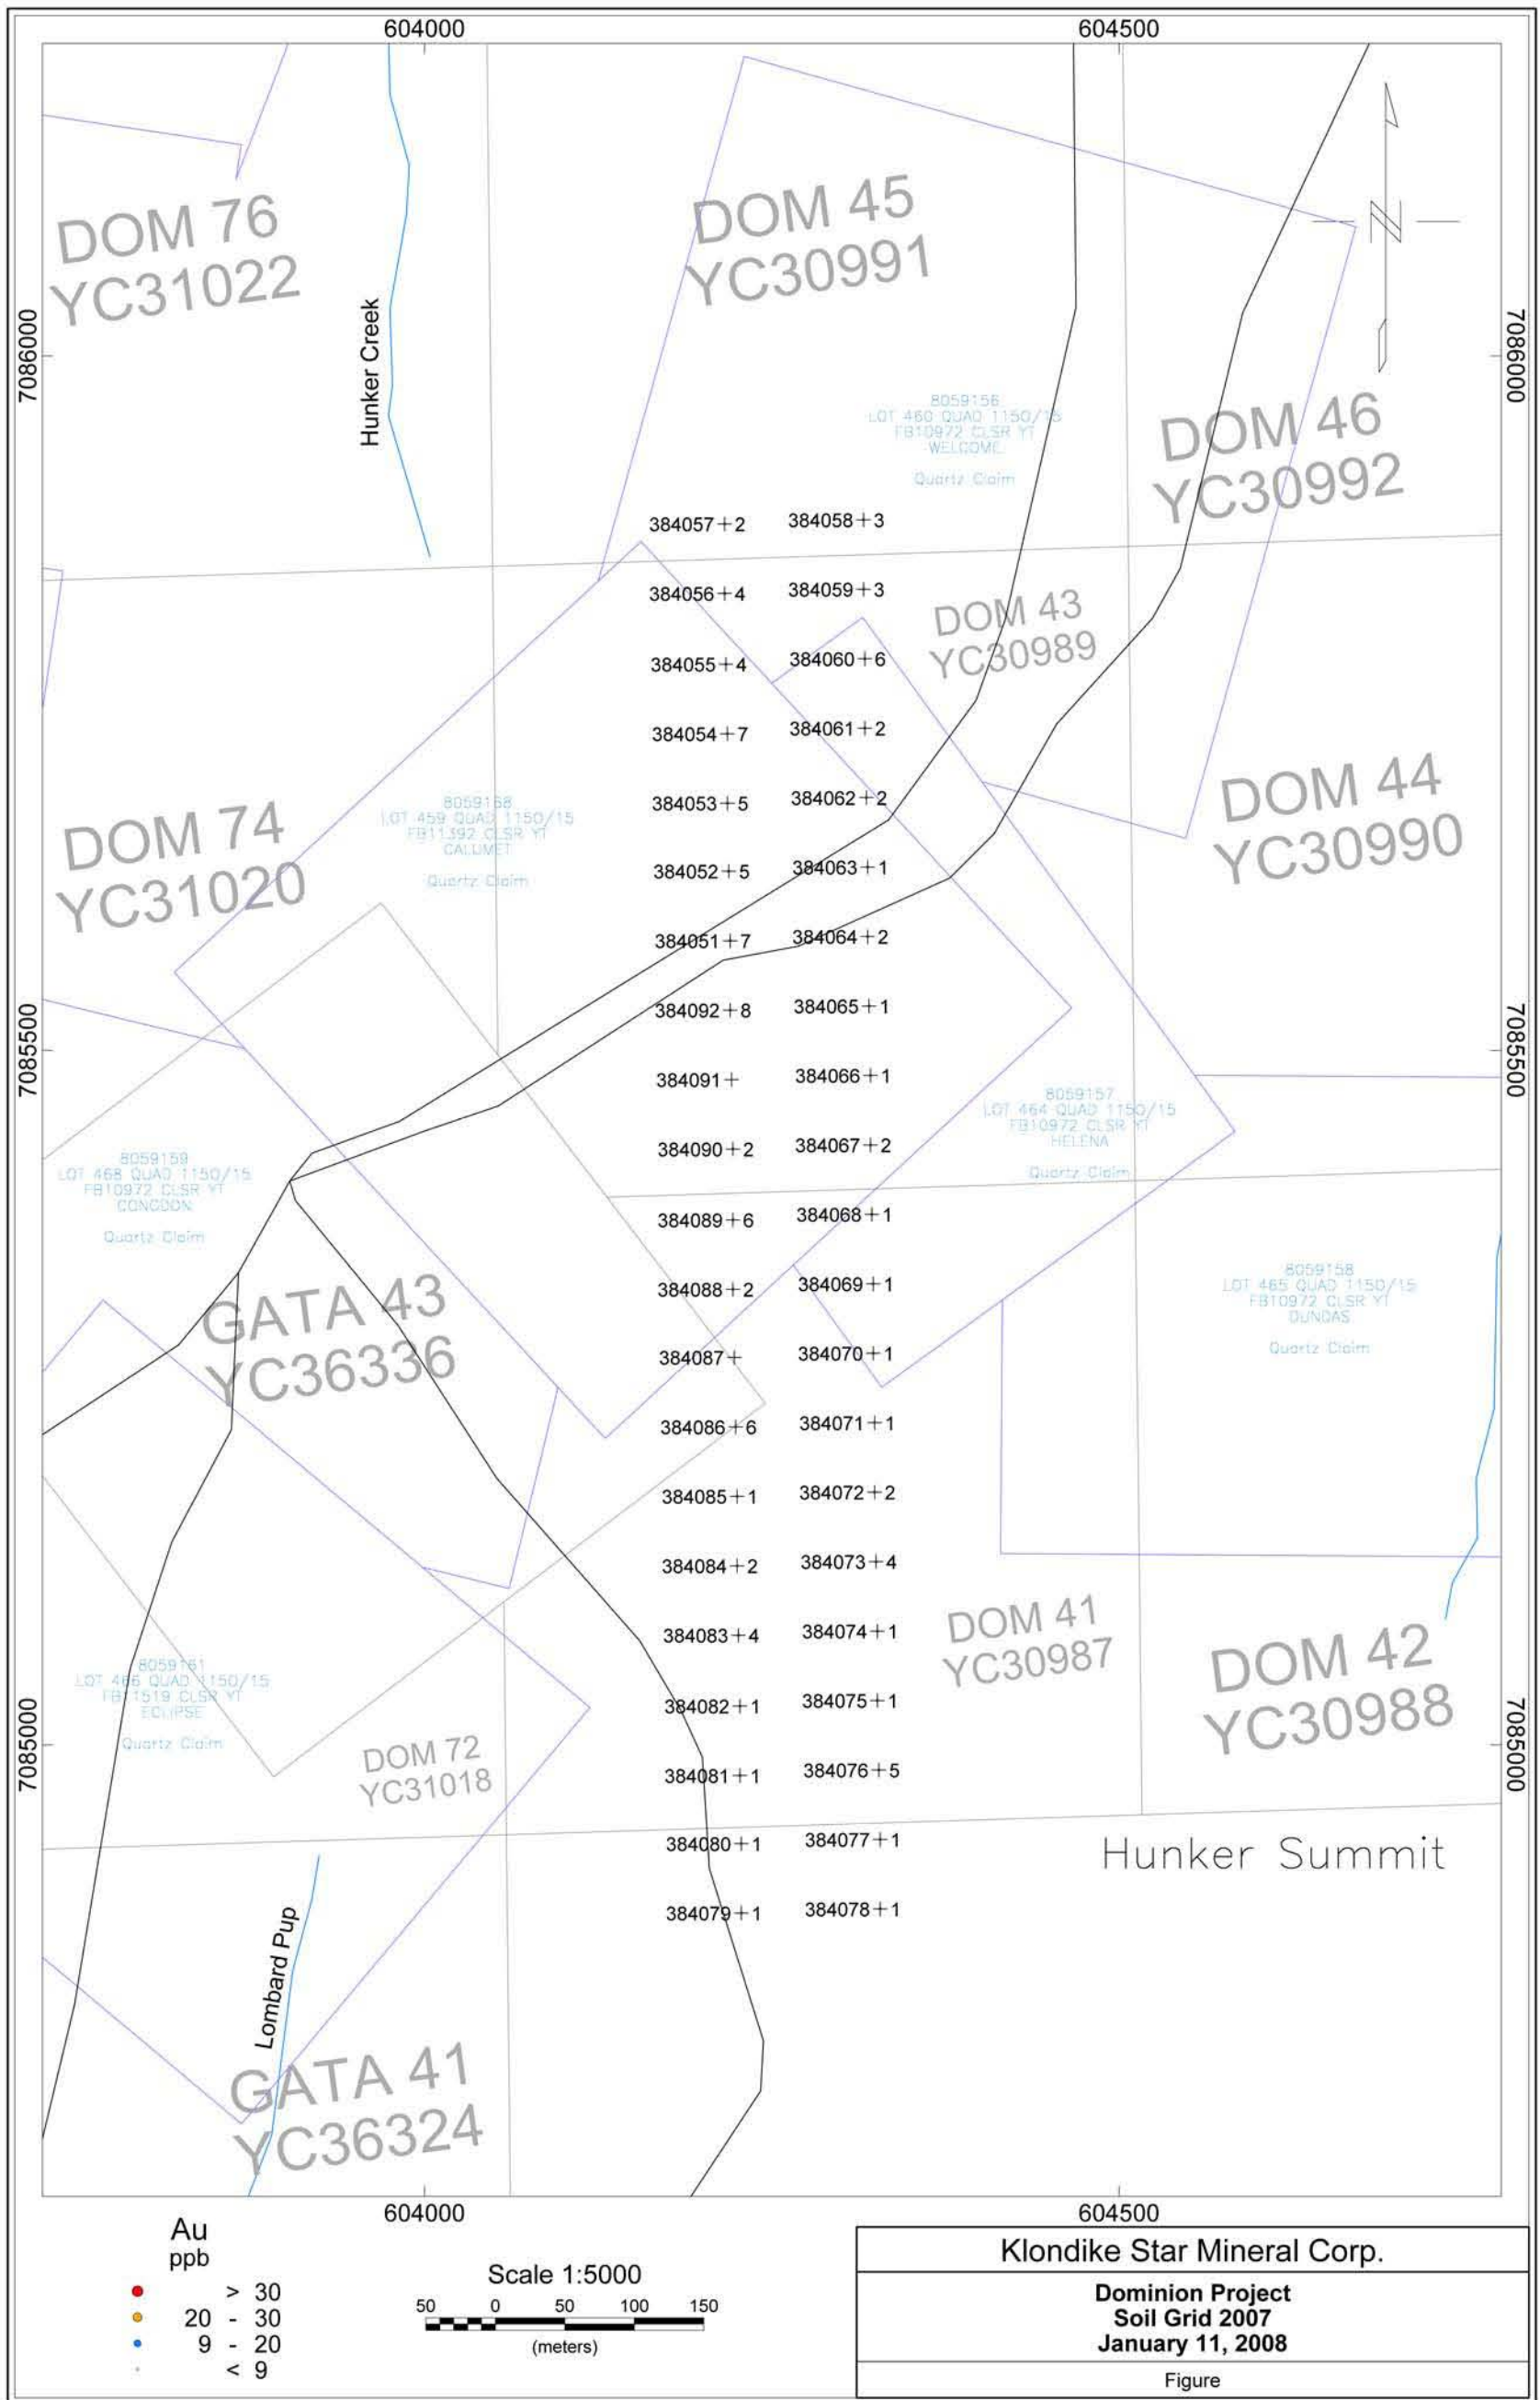 604000
604500
DOM 76
YC31022
DOM 45
YC30991
N
Hunker Creek
7086000
7086000
8059156
LOT 460 QUAD 115O/15
FB10972 CLSR YT
WELCOME
Quartz Claim
DOM 46
YC30992
384057+2
384058+3
384056+4
384059+3
DOM 43
YC30989
384055+4
384060+6
384054+7
384061+2
384053+5
384062+2
DOM 44
YC30990
DOM 74
YC31020
8059168
LOT 459 QUAD 115O/15
FB11392 CLSR YT
CALUMET
Quartz Claim
384052+5
384063+1
384051+7
384064+2
384092+8
384065+1
7085500
7085500
384091+
384066+1
8059157
LOT 464 QUAD 115O/15
FB10972 CLSR YT
HELENA
Quartz Claim
384090+2
384067+2
8059159
LOT 468 QUAD 115O/15
FB10972 CLSR YT
CONGDON
Quartz Claim
384089+6
384068+1
384088+2
384069+1
8059158
LOT 465 QUAD 115O/15
FB10972 CLSR YT
DUNDAS
Quartz Claim
GATA 43
YC36336
384087+
384070+1
384086+6
384071+1
384085+1
384072+2
384084+2
384073+4
384083+4
384074+1
DOM 41
YC30987
DOM 42
YC30988
8059161
LOT 466 QUAD 115O/15
FB11519 CLSR YT
ECLIPSE
Quartz Claim
384082+1
384075+1
7085000
7085000
DOM 72
YC31018
384081+1
384076+5
384080+1
384077+1
Hunker Summit
384079+1
384078+1
Lombard Pup
GATA 41
YC36324
604000
604500
Au
ppb
> 30
20 - 30
9 - 20
< 9
Scale 1:5000
50 0 50 100 150
(meters)
Klondike Star Mineral Corp.
Dominion Project
Soil Grid 2007
January 11, 2008
Figure